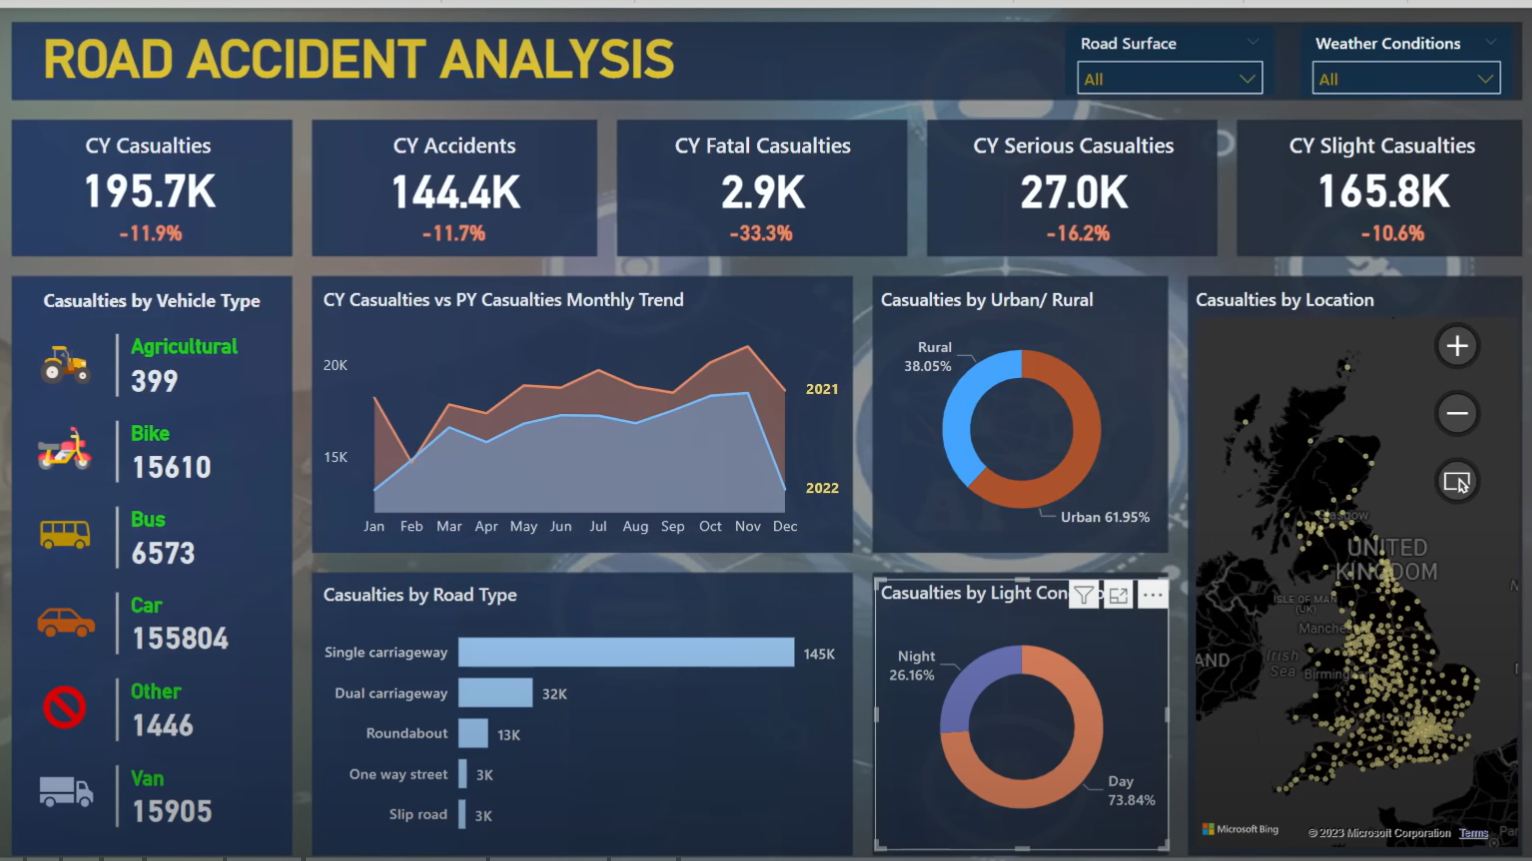 ROAD ACCIDENT ANALYSIS
Road Surface
All
Weather Conditions
All
CY Casualties
195.7K
-11.9%
CY Accidents
144.4K
-11.7%
CY Fatal Casualties
2.9K
-33.3%
CY Serious Casualties
27.0K
-16.2%
CY Slight Casualties
165.8K
-10.6%
Casualties by Vehicle Type
Agricultural
399
Bike
15610
Bus
6573
Car
155804
Other
1446
Van
15905
CY Casualties vs PY Casualties Monthly Trend
20K
15K
2021
2022
Jan Feb Mar Apr May Jun Jul Aug Sep Oct Nov Dec
Casualties by Road Type
Single carriageway 145K
Dual carriageway 32K
Roundabout 13K
One way street 3K
Slip road 3K
Casualties by Urban/ Rural
Rural
38.05%
Urban 61.95%
Casualties by Light Con
Night
26.16%
Day
73.84%
Casualties by Location
Glasgow
UNITED
KINGDOM
ISLE OF MAN
(UK)
Manche
Irish
Sea
Birming
AND
Microsoft Bing
© 2023 Microsoft Corporation Terms